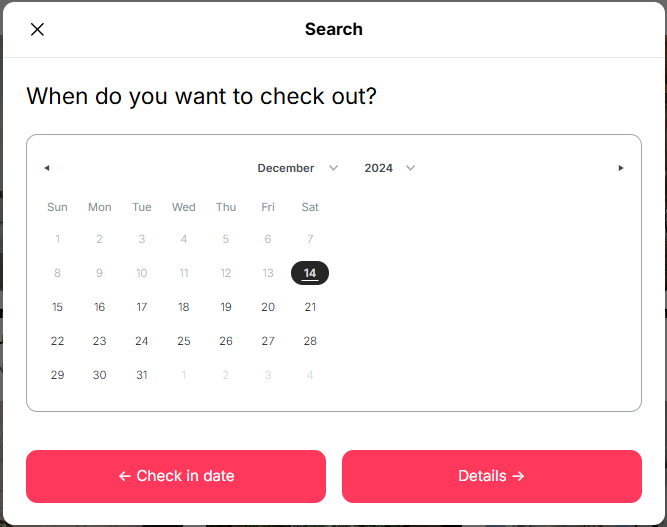 Search
When do you want to check out?
December 2024
Sun Mon Tue Wed Thu Fri Sat
1 2 3 4 5 6 7
8 9 10 11 12 13 14
15 16 17 18 19 20 21
22 23 24 25 26 27 28
29 30 31 1 2 3 4
← Check in date Details →